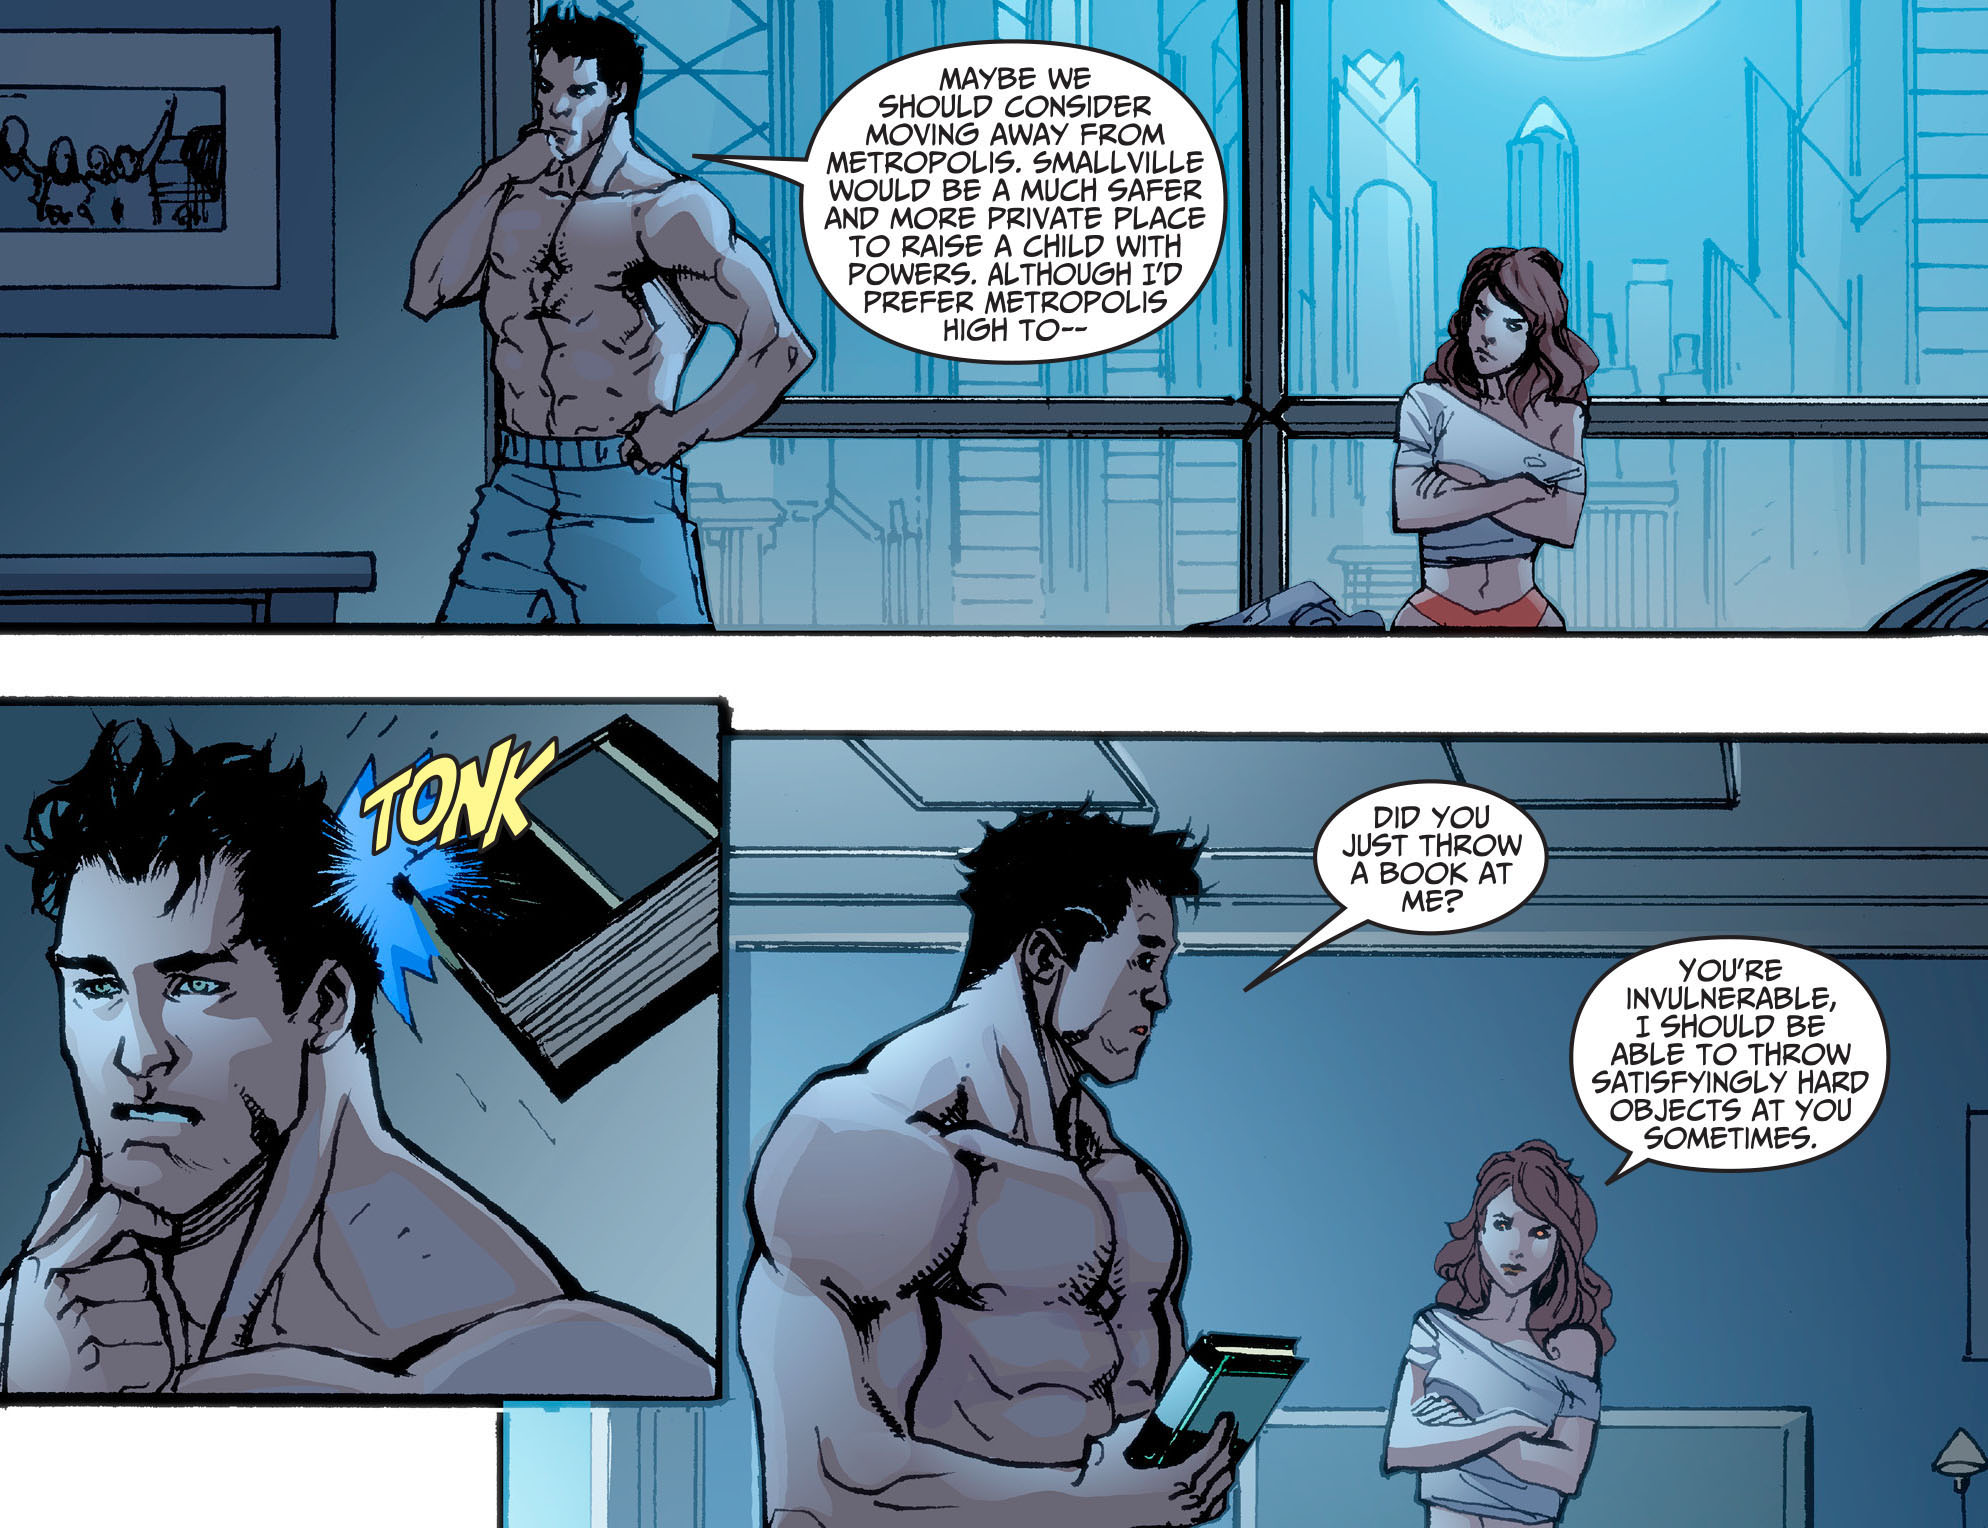 MAYBE WE
SHOULD CONSIDER
MOVING AWAY FROM
METROPOLIS. SMALLVILLE
WOULD BE A MUCH SAFER
AND MORE PRIVATE PLACE
TO RAISE A CHILD WITH
POWERS. ALTHOUGH I'D
PREFER METROPOLIS
HIGH TO--
TONK
DID YOU
JUST THROW
A BOOK AT
ME?
YOU'RE
INVULNERABLE,
I SHOULD BE
ABLE TO THROW
SATISFYINGLY HARD
OBJECTS AT YOU
SOMETIMES.